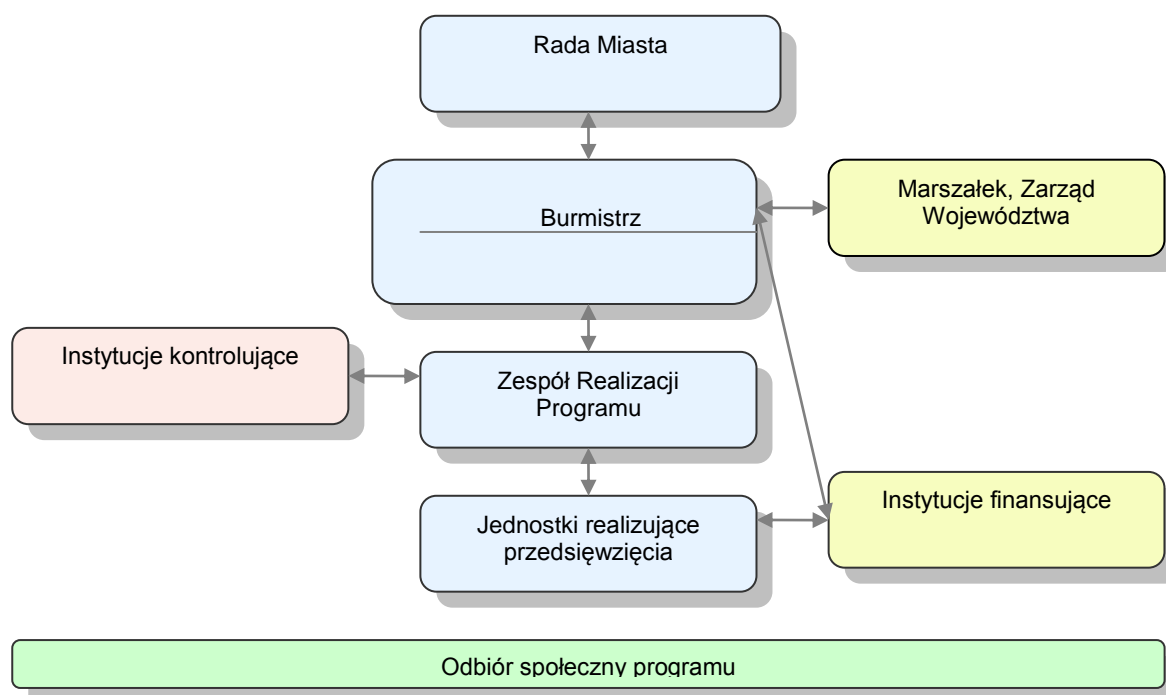 Rada Miasta
Burmistrz
Marszałek, Zarząd
Województwa
Instytucje kontrolujące
Zespół Realizacji
Programu
Jednostki realizujące
przedsięwzięcia
Instytucje finansujące
Odbiór społeczny programu